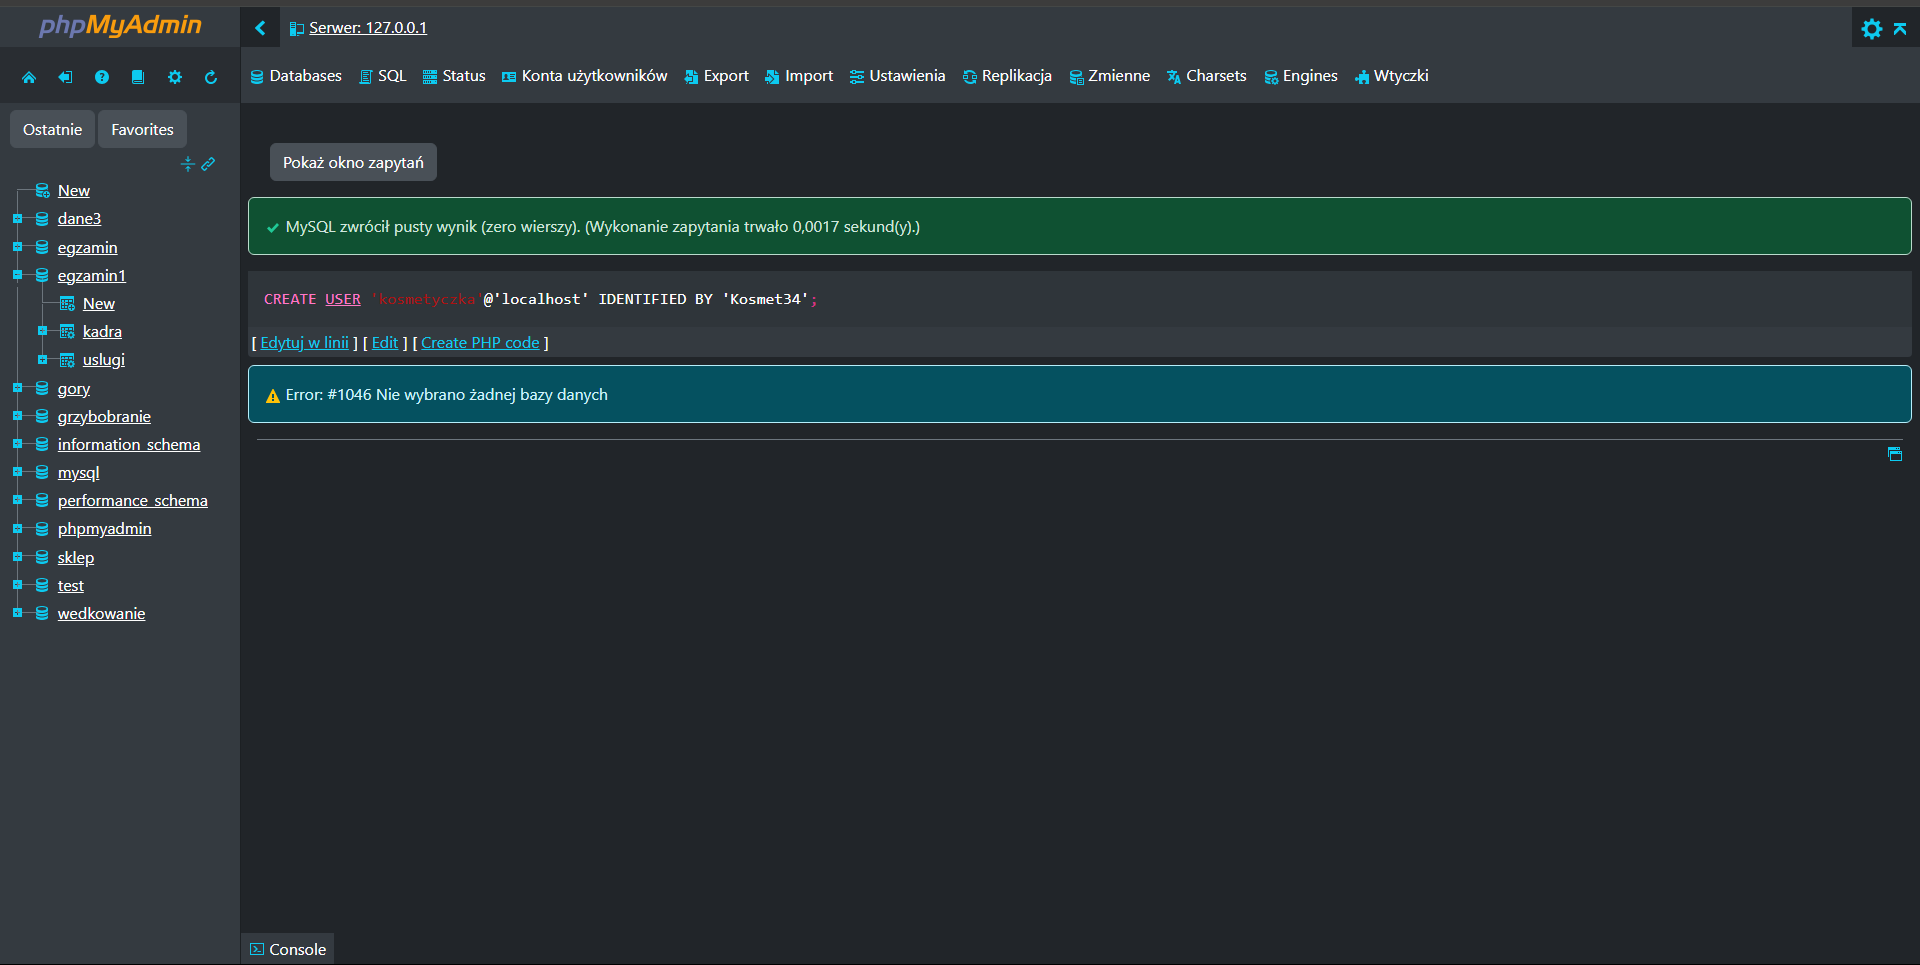 phpMyAdmin
Serwer: 127.0.0.1
Databases SQL Status Konta użytkowników Export Import Ustawienia Replikacja Zmienne Charsets Engines Wtyczki
Ostatnie Favorites
New
dane3
egzamin
egzamin1
New
kadra
uslugi
gory
grzybobranie
information_schema
mysql
performance_schema
phpmyadmin
sklep
test
wedkowanie
Pokaż okno zapytań
MySQL zwrócił pusty wynik (zero wierszy). (Wykonanie zapytania trwało 0,0017 sekund(y).)
CREATE USER 'kosmetyczka'@'localhost' IDENTIFIED BY 'Kosmet34';
[ Edytuj w linii ] [ Edit ] [ Create PHP code ]
Error: #1046 Nie wybrano żadnej bazy danych
Console